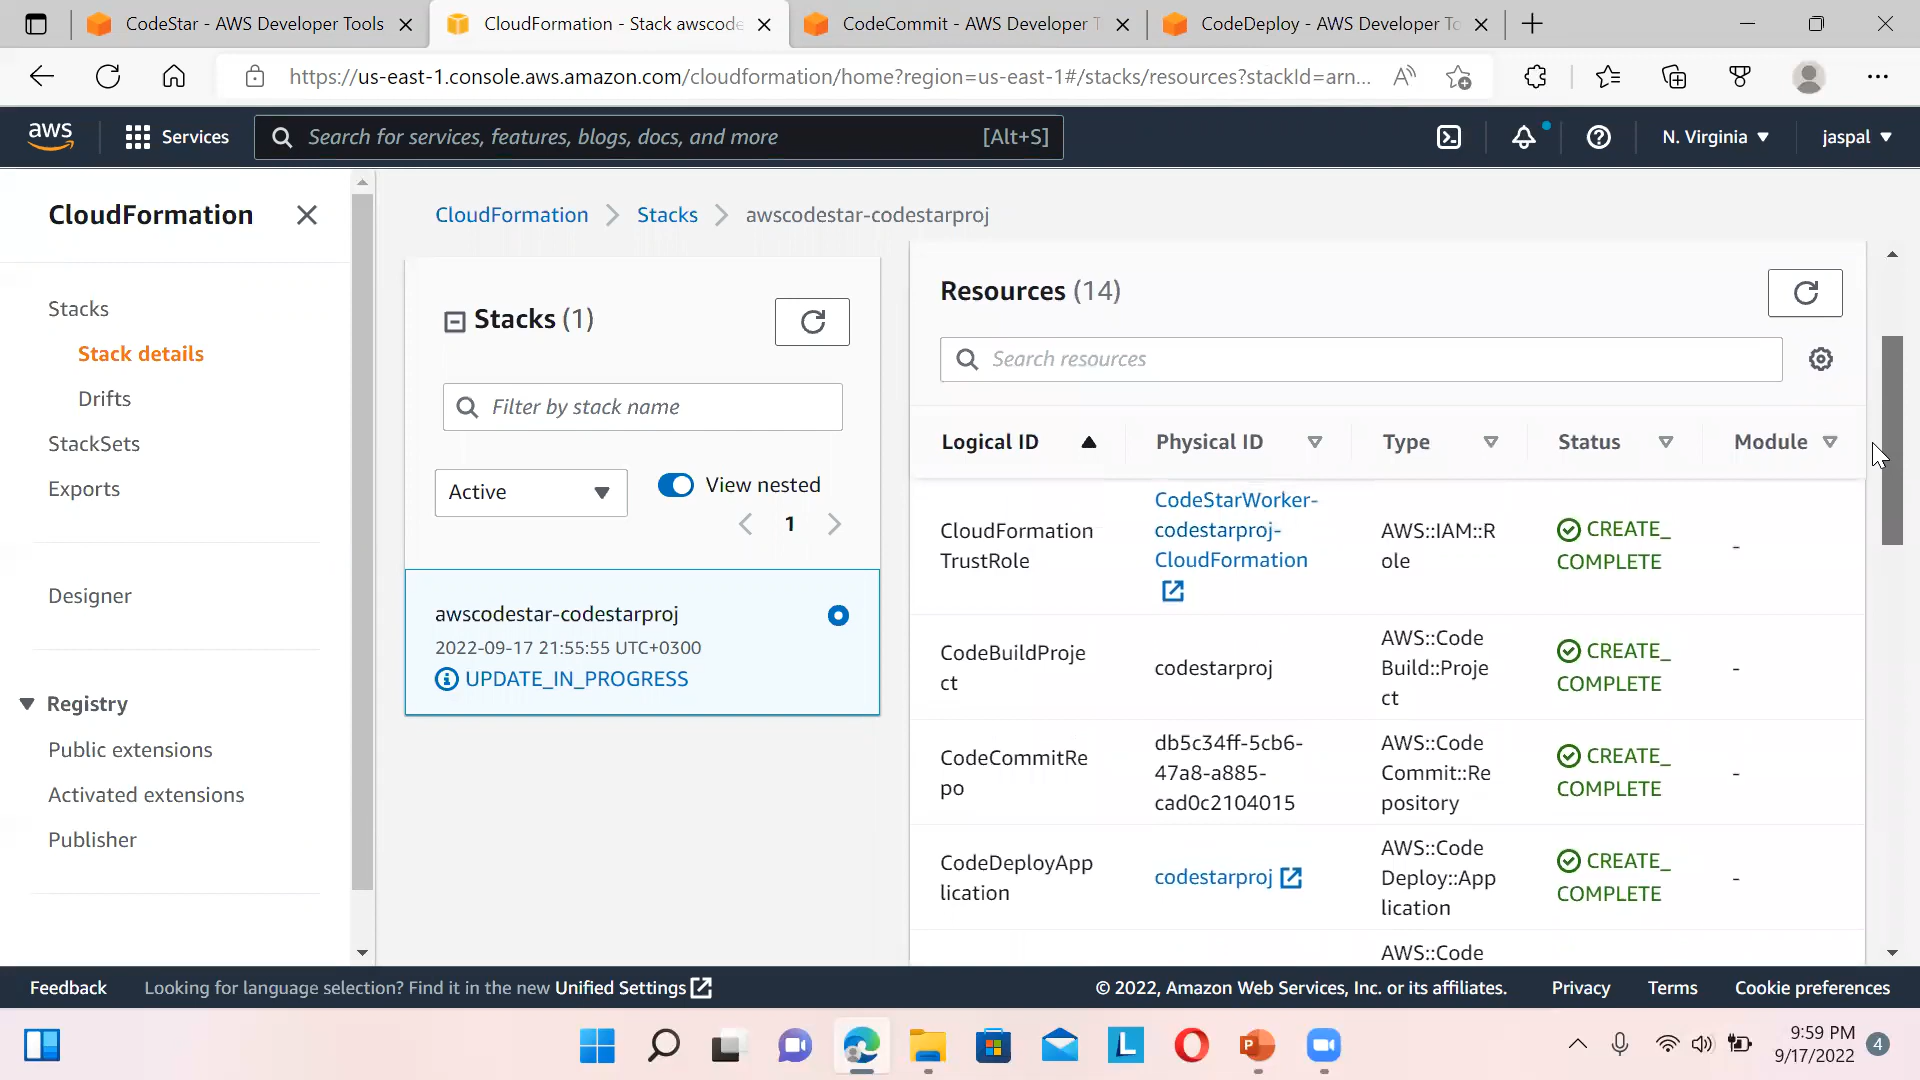 CodeStar - AWS Developer Tools
CloudFormation - Stack awscode
CodeCommit - AWS Developer T
CodeDeploy - AWS Developer To
https://us-east-1.console.aws.amazon.com/cloudformation/home?region=us-east-1#/stacks/resources?stackId=arn...
aws
Services
Search for services, features, blogs, docs, and more
[Alt+S]
N. Virginia
jaspal
CloudFormation
Stacks
Stack details
Drifts
StackSets
Exports
Designer
Registry
Public extensions
Activated extensions
Publisher
CloudFormation
Stacks
awscodestar-codestarproj
Stacks (1)
Filter by stack name
Active
View nested
1
awscodestar-codestarproj
2022-09-17 21:55:55 UTC+0300
UPDATE_IN_PROGRESS
Resources (14)
Search resources
Logical ID
Physical ID
Type
Status
Module
CloudFormation
TrustRole
CodeStarWorker-
codestarproj-
CloudFormation
AWS::IAM::R
ole
CREATE_
COMPLETE
-
CodeBuildProje
ct
codestarproj
AWS::Code
Build::Proje
ct
CREATE_
COMPLETE
-
CodeCommitRe
po
db5c34ff-5cb6-
47a8-a885-
cad0c2104015
AWS::Code
Commit::Re
pository
CREATE_
COMPLETE
-
CodeDeployApp
lication
codestarproj
AWS::Code
Deploy::App
lication
CREATE_
COMPLETE
-
AWS::Code
Feedback
Looking for language selection? Find it in the new Unified Settings
© 2022, Amazon Web Services, Inc. or its affiliates.
Privacy
Terms
Cookie preferences
L
P
9:59 PM
9/17/2022
4